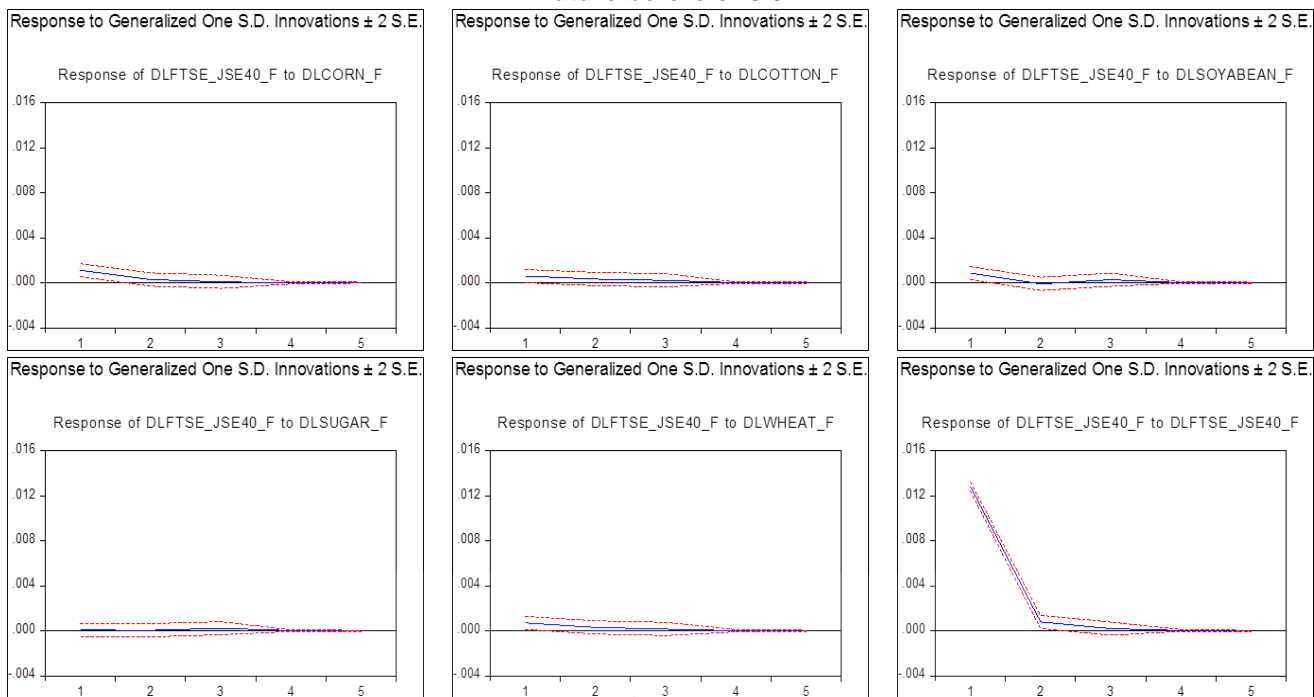 Response to Generalized One S.D. Innovations ± 2 S.E.
Response of DLFTSE_JSE40_F to DLCORN_F
.016
.012
.008
.004
.000
-.004
1 2 3 4 5
Response to Generalized One S.D. Innovations ± 2 S.E.
Response of DLFTSE_JSE40_F to DLCOTTON_F
.016
.012
.008
.004
.000
-.004
1 2 3 4 5
Response to Generalized One S.D. Innovations ± 2 S.E.
Response of DLFTSE_JSE40_F to DLSOYABEAN_F
.016
.012
.008
.004
.000
-.004
1 2 3 4 5
Response to Generalized One S.D. Innovations ± 2 S.E.
Response of DLFTSE_JSE40_F to DLSUGAR_F
.016
.012
.008
.004
.000
-.004
1 2 3 4 5
Response to Generalized One S.D. Innovations ± 2 S.E.
Response of DLFTSE_JSE40_F to DLWHEAT_F
.016
.012
.008
.004
.000
-.004
1 2 3 4 5
Response to Generalized One S.D. Innovations ± 2 S.E.
Response of DLFTSE_JSE40_F to DLFTSE_JSE40_F
.016
.012
.008
.004
.000
-.004
1 2 3 4 5